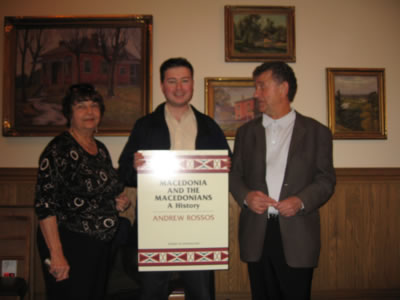 MACEDONIA
AND THE
MACEDONIANS
A History
ANDREW ROSSOS